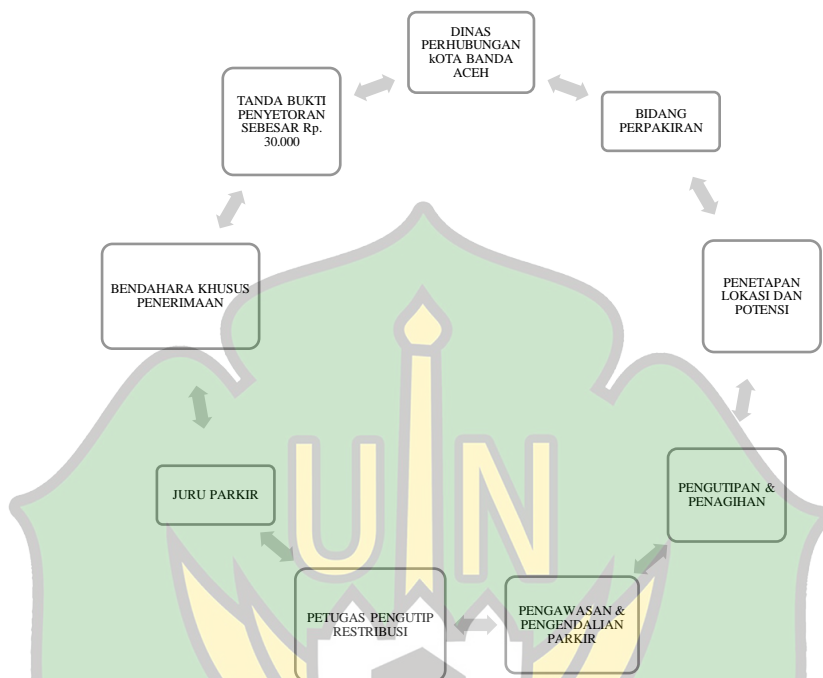 DINAS
PERHUBUNGAN
kOTA BANDA
ACEH
BIDANG
PERPAKIRAN
PENETAPAN
LOKASI DAN
POTENSI
PENGUTIPAN &
PENAGIHAN
PENGAWASAN &
PENGENDALIAN
PARKIR
PETUGAS PENGUTIP
RESTRIBUSI
JURU PARKIR
BENDAHARA KHUSUS
PENERIMAAN
TANDA BUKTI
PENYETORAN
SEBESAR Rp.
30.000
UIN